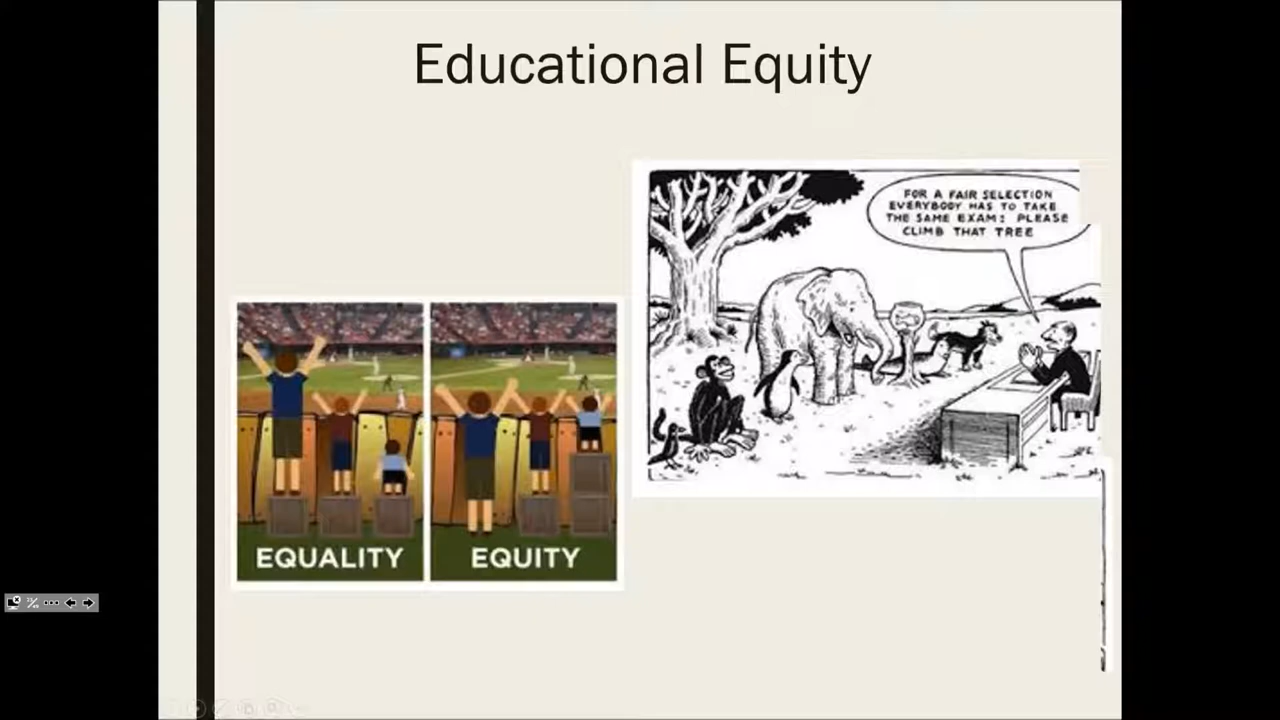 Educational Equity
FOR A FAIR SELECTION
EVERYBODY HAS TO TAKE
THE SAME EXAM: PLEASE
CLIMB THAT TREE
EQUALITY
EQUITY